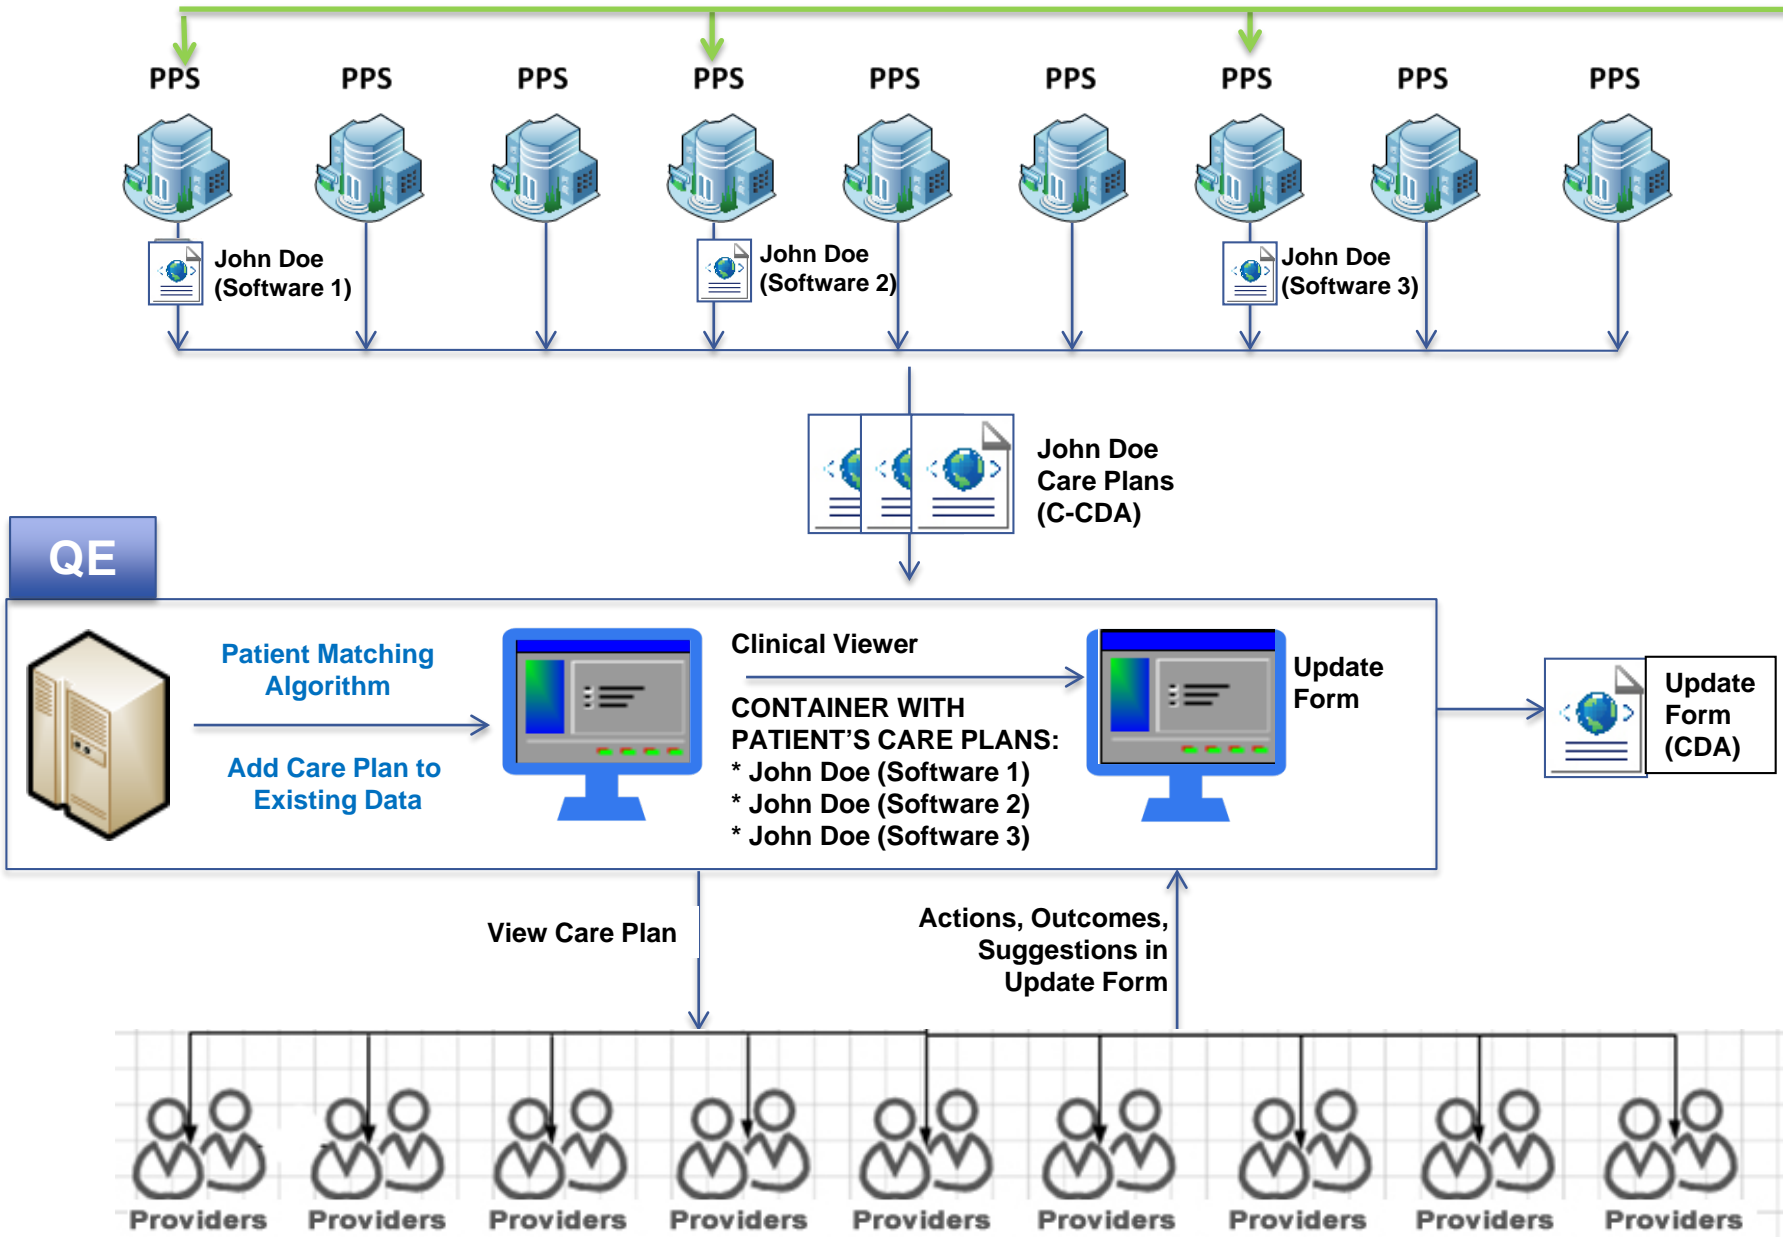 PPS PPS PPS PPS PPS PPS PPS PPS PPS
John Doe
(Software 1)
John Doe
(Software 2)
John Doe
(Software 3)
John Doe
Care Plans
(C-CDA)
QE
Patient Matching
Algorithm
Add Care Plan to
Existing Data
Clinical Viewer
CONTAINER WITH
PATIENT’S CARE PLANS:
* John Doe (Software 1)
* John Doe (Software 2)
* John Doe (Software 3)
Update
Form
Update
Form
(CDA)
View Care Plan
Actions, Outcomes,
Suggestions in
Update Form
Providers Providers Providers Providers Providers Providers Providers Providers Providers